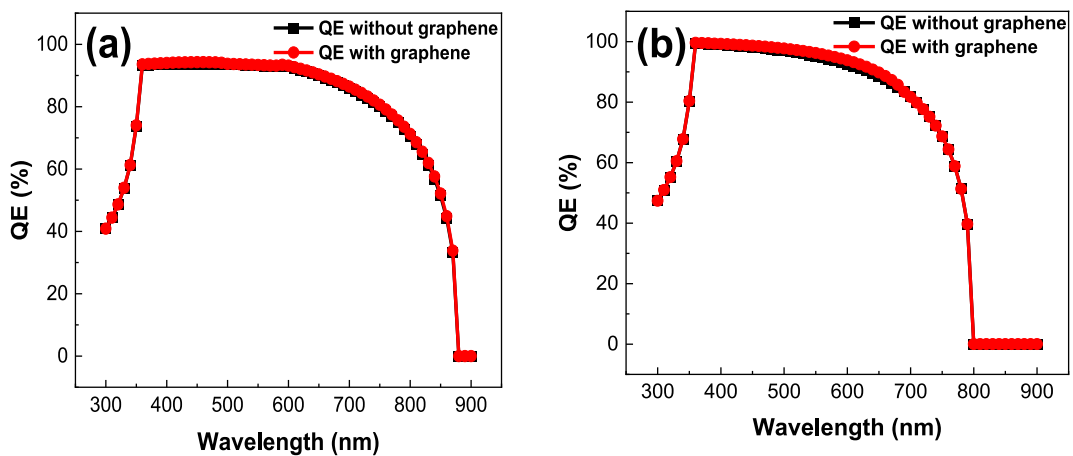 (a)
QE without graphene
QE with graphene
100
80
60
40
20
0
QE (%)
300 400 500 600 700 800 900
Wavelength (nm)
(b)
QE without graphene
QE with graphene
100
80
60
40
20
0
QE (%)
300 400 500 600 700 800 900
Wavelength (nm)